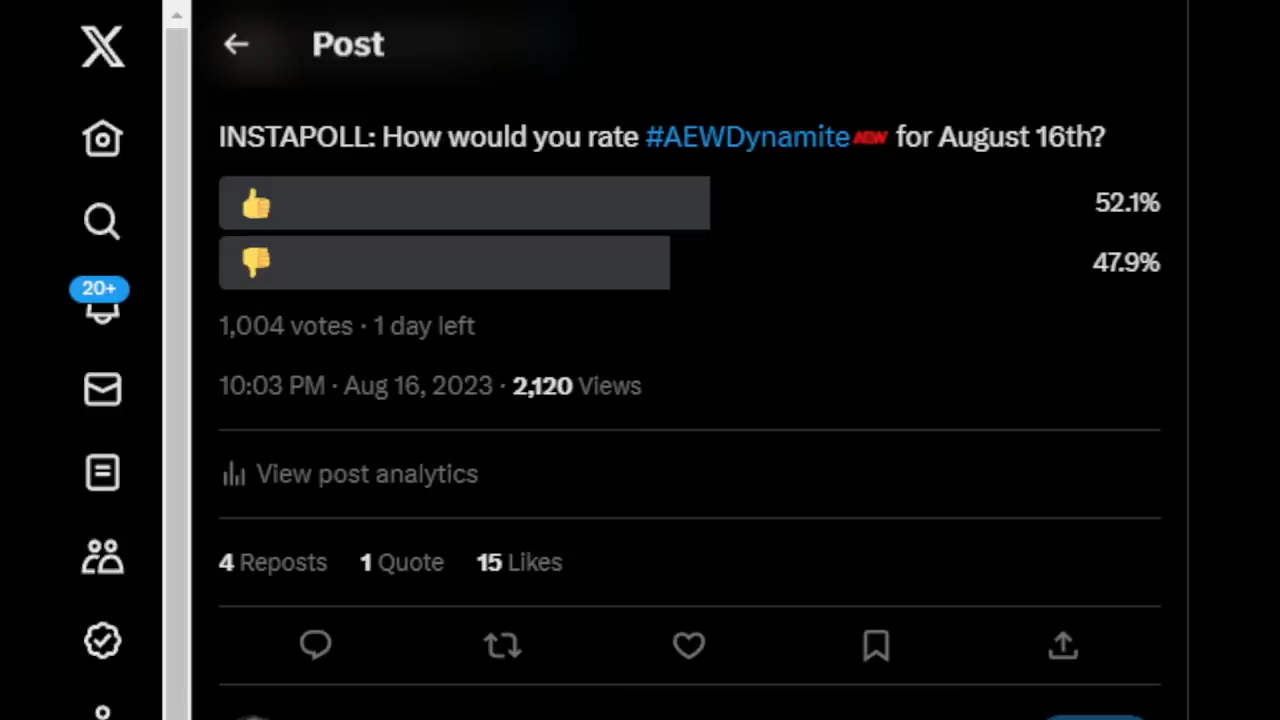 Post
INSTAPOLL: How would you rate #AEWDynamite AEW for August 16th?
👍 52.1%
👎 47.9%
20+
1,004 votes · 1 day left
10:03 PM · Aug 16, 2023 · 2,120 Views
View post analytics
4 Reposts 1 Quote 15 Likes